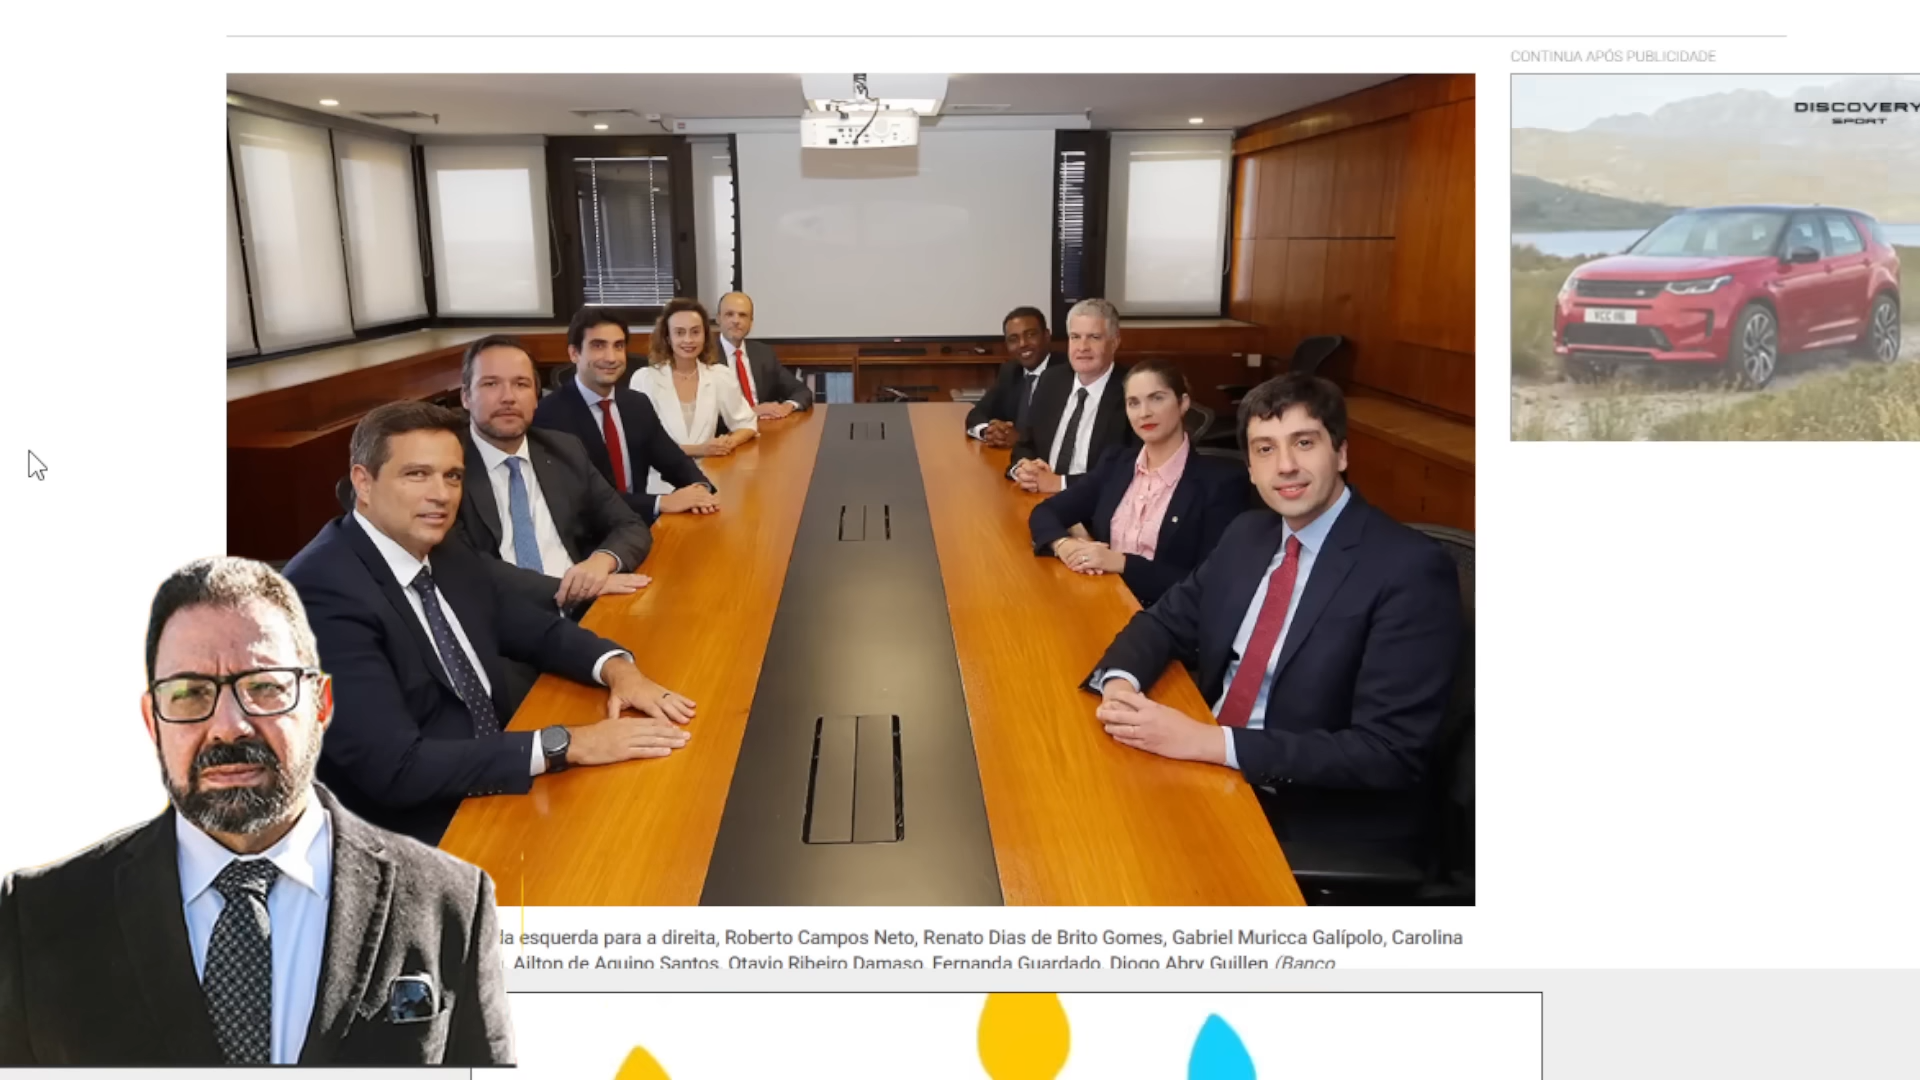 CONTINUA APÓS PUBLICIDADE
DISCOVERY
SPORT
da esquerda para a direita, Roberto Campos Neto, Renato Dias de Brito Gomes, Gabriel Muricca Galípolo, Carolina
, Ailton de Aquino Santos, Otavio Ribeiro Damaso, Fernanda Guardado, Diogo Abry Guillen (Banco